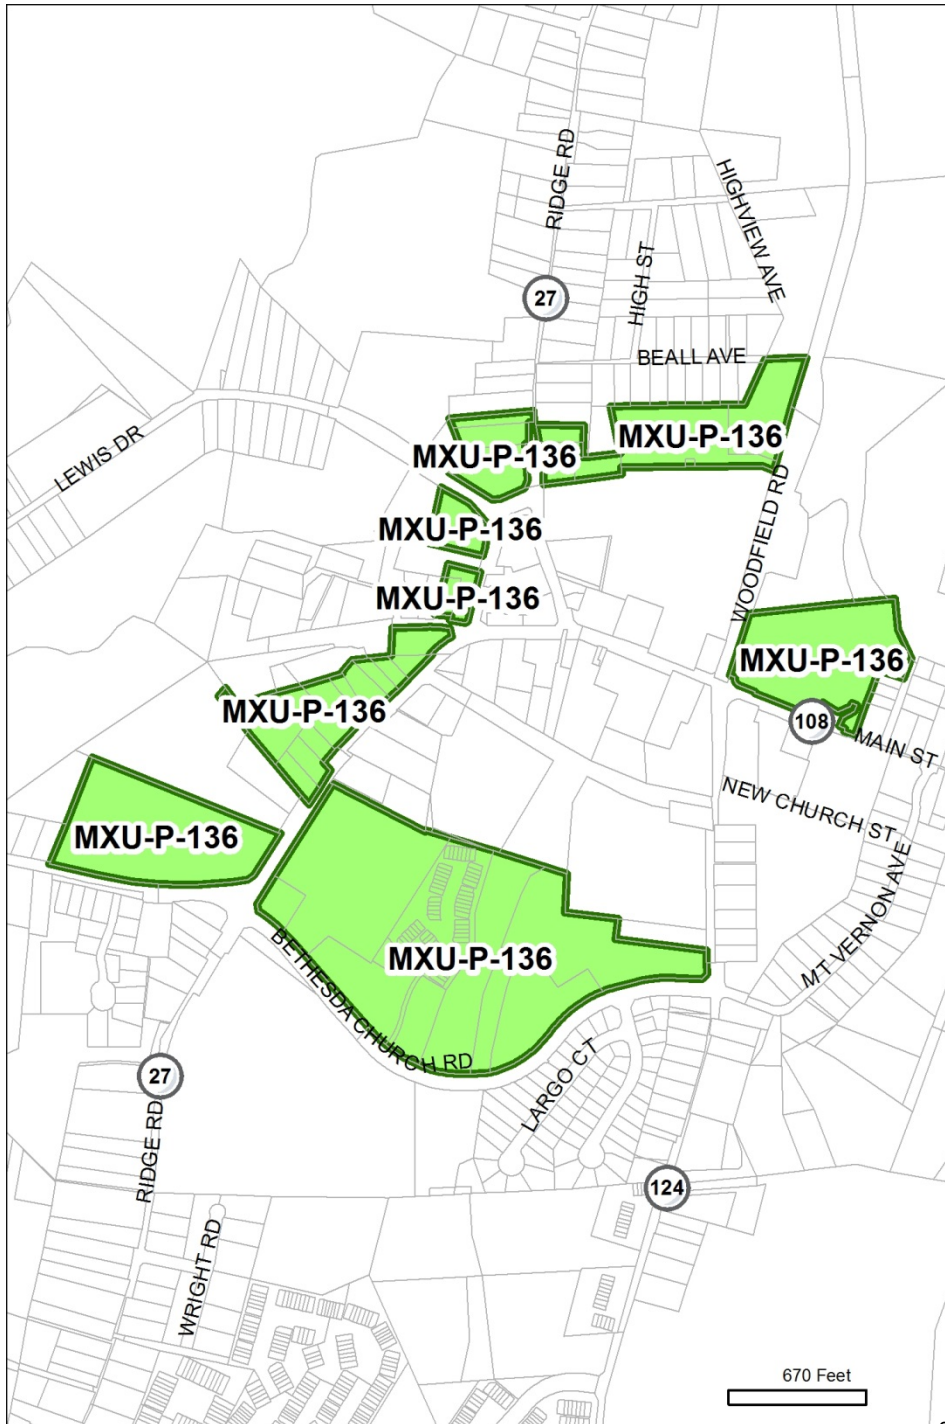 RIDGE RD
HIGHVIEW AVE
HIGH ST
27
BEALL AVE
LEWIS DR
MXU-P-136
MXU-P-136
MXU-P-136
WOODFIELD RD
MXU-P-136
MXU-P-136
MXU-P-136
MXU-P-136
108
MAIN ST
NEW CHURCH ST
MXU-P-136
MT VERNON AVE
MXU-P-136
BETHESDA CHURCH RD
LARGO CT
27
RIDGE RD
124
WRIGHT RD
670 Feet